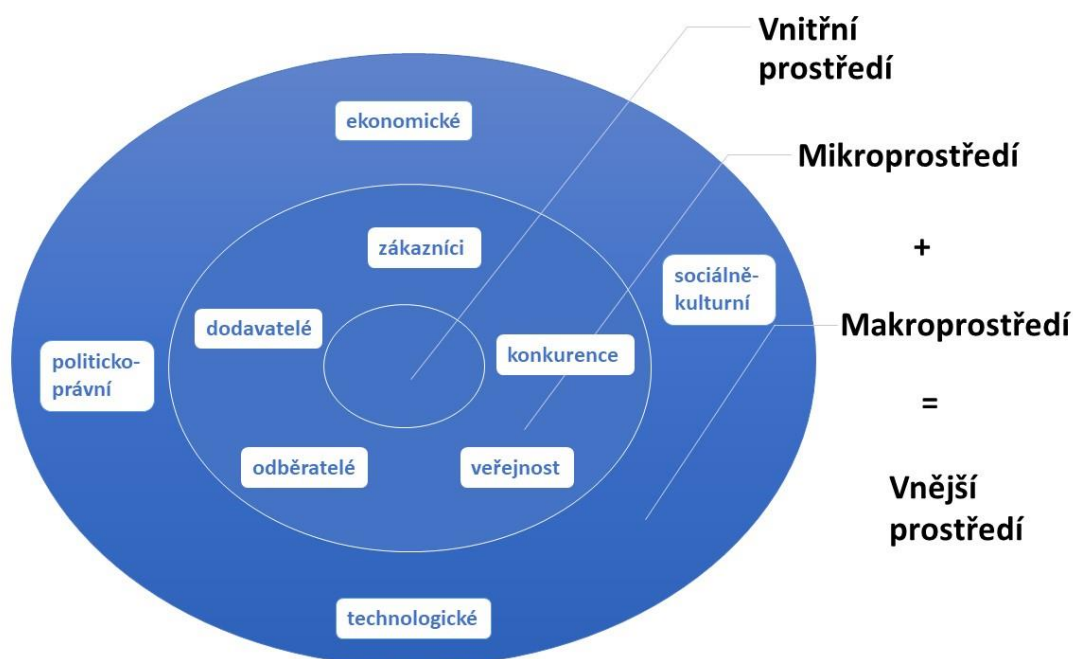 Vnitřní
prostředí
ekonomické
Mikroprostředí
zákazníci
+
sociálně-
kulturní
dodavatelé
Makroprostředí
konkurence
politicko-
právní
=
odběratelé
veřejnost
Vnější
prostředí
technologické